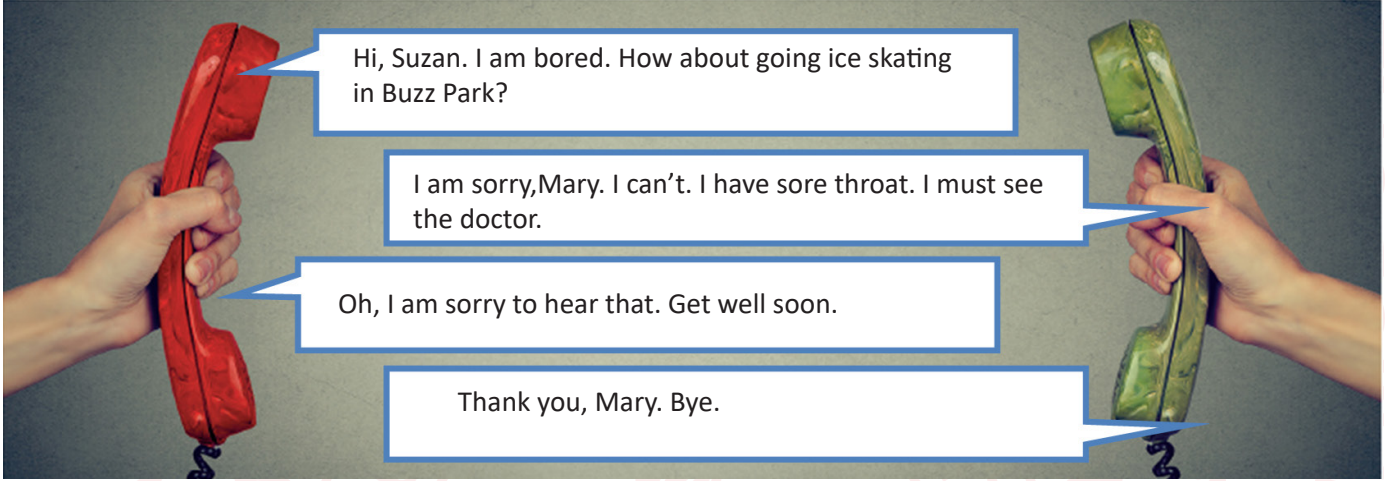 Hi, Suzan. I am bored. How about going ice skating
in Buzz Park?
I am sorry,Mary. I can’t. I have sore throat. I must see
the doctor.
Oh, I am sorry to hear that. Get well soon.
Thank you, Mary. Bye.